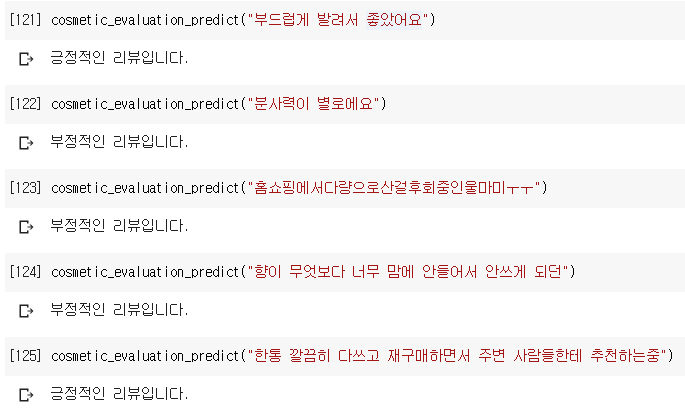 [121] cosmetic_evaluation_predict("부드럽게 발려서 좋았어요")
긍정적인 리뷰입니다.
[122] cosmetic_evaluation_predict("분사력이 별로에요")
부정적인 리뷰입니다.
[123] cosmetic_evaluation_predict("홈쇼핑에서다량으로산걸후회중인울마미ㅜㅜ")
부정적인 리뷰입니다.
[124] cosmetic_evaluation_predict("향이 무엇보다 너무 맘에 안들어서 안쓰게 되던")
부정적인 리뷰입니다.
[125] cosmetic_evaluation_predict("한통 깔끔히 다쓰고 재구매하면서 주변 사람들한테 추천하는중")
긍정적인 리뷰입니다.